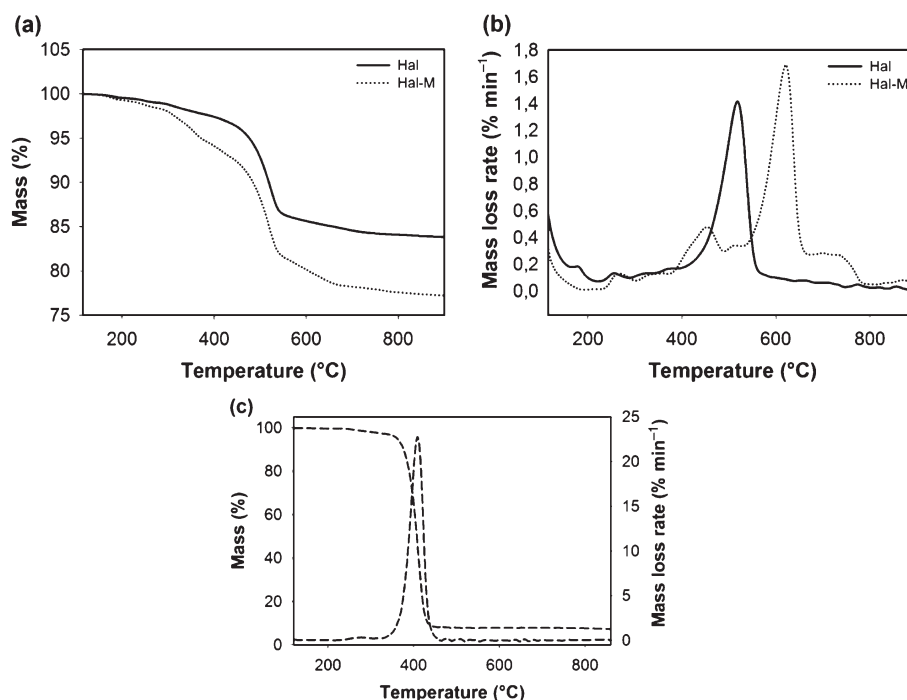 (a)
105
100
95
90
85
80
75
Mass (%)
Hal
Hal-M
200
400
600
800
Temperature (°C)
(b)
1,8
1,6
1,4
1,2
1,0
0,8
0,6
0,4
0,2
0,0
Mass loss rate (% min⁻¹)
Hal
Hal-M
200
400
600
800
Temperature (°C)
(c)
100
80
60
40
20
0
Mass (%)
25
20
15
10
5
0
Mass loss rate (% min⁻¹)
200
400
600
800
Temperature (°C)